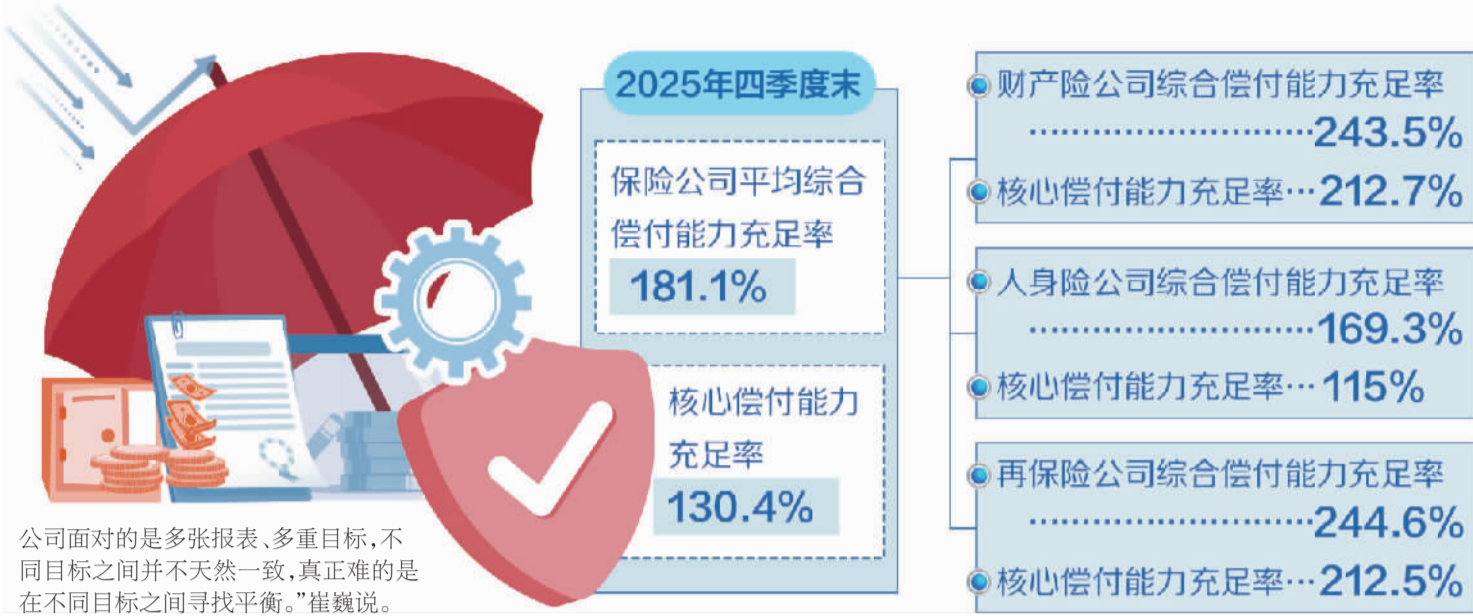 2025年四季度末
保险公司平均综合
偿付能力充足率
181.1%
核心偿付能力
充足率
130.4%
财产险公司综合偿付能力充足率
…………………………243.5%
核心偿付能力充足率…212.7%
人身险公司综合偿付能力充足率
…………………………169.3%
核心偿付能力充足率…115%
再保险公司综合偿付能力充足率
…………………………244.6%
核心偿付能力充足率…212.5%
公司面对的是多张报表、多重目标,不
同目标之间并不天然一致,真正难的是
在不同目标之间寻找平衡。”崔巍说。